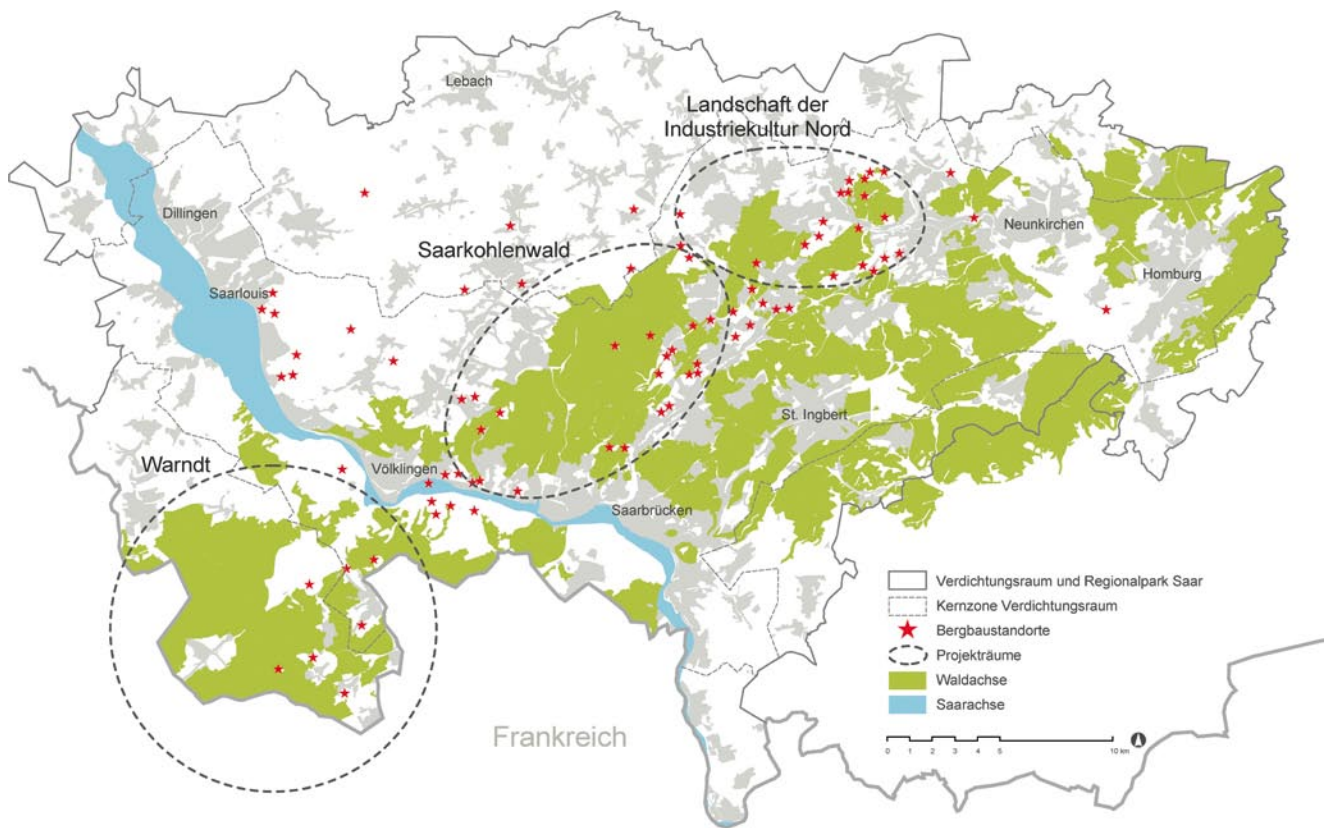 Lebach
Landschaft der
Industriekultur Nord
Dillingen
Neunkirchen
Saarkohlenwald
Homburg
Saarlouis
St. Ingbert
Warndt
Völklingen
Saarbrücken
Frankreich
Verdichtungsraum und Regionalpark Saar
Kernzone Verdichtungsraum
Bergbaustandorte
Projekträume
Waldachse
Saarachse
0 1 2 3 4 5 10 km